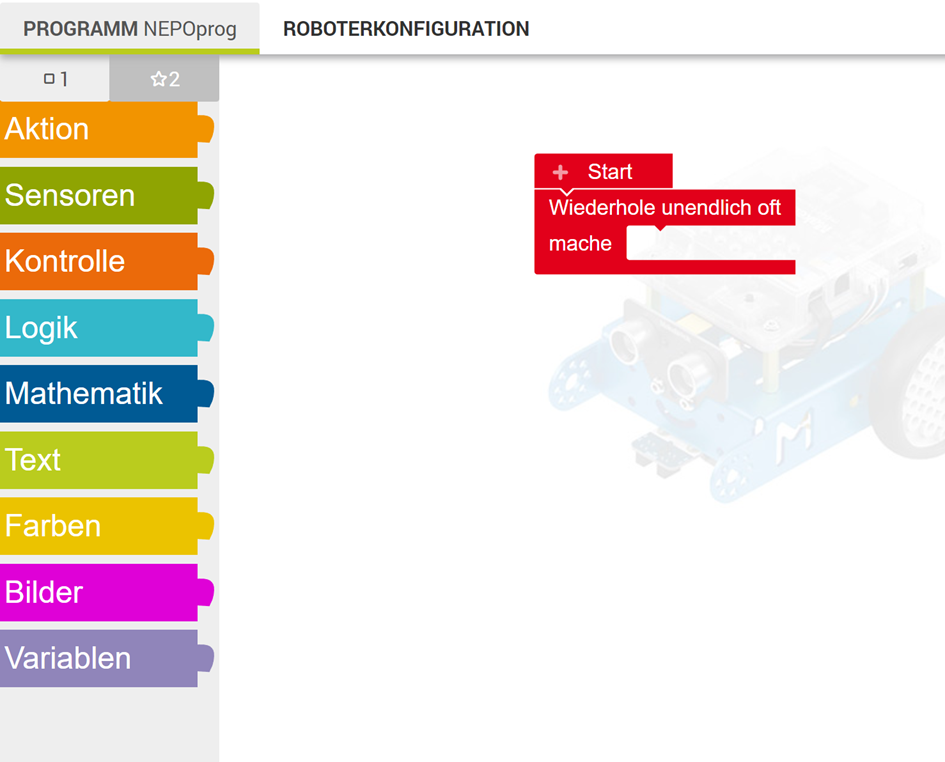 PROGRAMM NEPOprog
ROBOTERKONFIGURATION
1
2
Aktion
Sensoren
Kontrolle
Logik
Mathematik
Text
Farben
Bilder
Variablen
+ Start
Wiederhole unendlich oft
mache